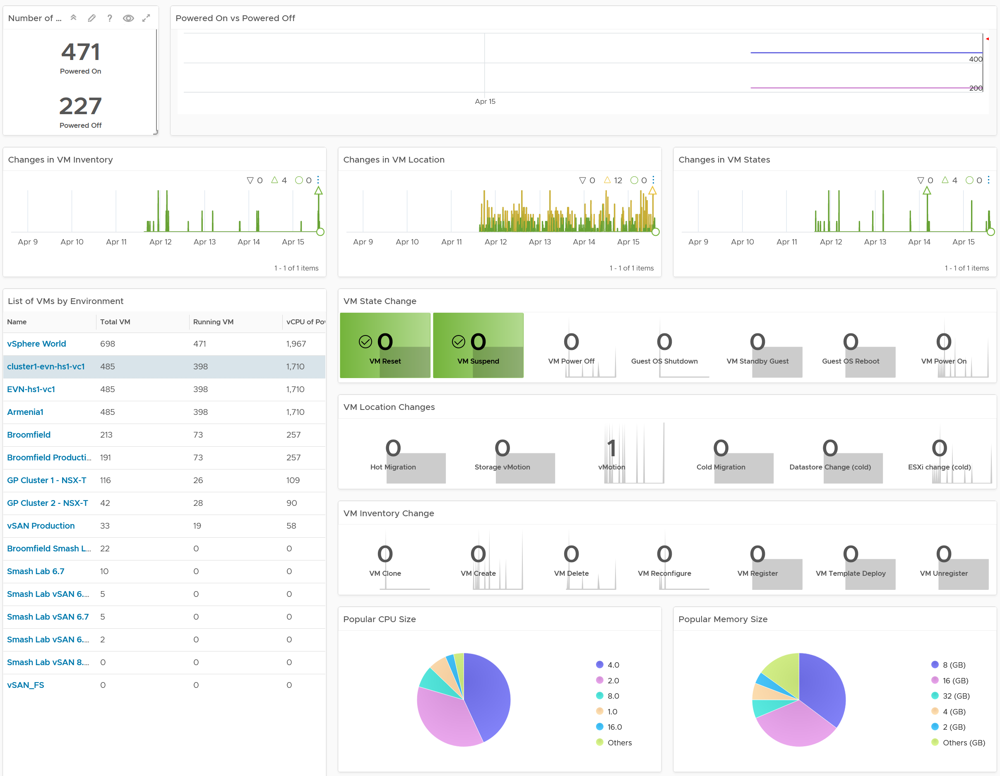 Number of ...
471
Powered On
227
Powered Off
Powered On vs Powered Off
400
200
Apr 15
Changes in VM Inventory
0 4 0
Apr 9 Apr 10 Apr 11 Apr 12 Apr 13 Apr 14 Apr 15
1 - 1 of 1 items
Changes in VM Location
0 12 0
Apr 9 Apr 10 Apr 11 Apr 12 Apr 13 Apr 14 Apr 15
1 - 1 of 1 items
Changes in VM States
0 4 0
Apr 9 Apr 10 Apr 11 Apr 12 Apr 13 Apr 14 Apr 15
1 - 1 of 1 items
List of VMs by Environment
Name Total VM Running VM vCPU of Pov
vSphere World 698 471 1,967
cluster1-evn-hs1-vc1 485 398 1,710
EVN-hs1-vc1 485 398 1,710
Armenia1 485 398 1,710
Broomfield 213 73 257
Broomfield Producti... 191 73 257
GP Cluster 1 - NSX-T 116 26 109
GP Cluster 2 - NSX-T 42 28 90
vSAN Production 33 19 58
Broomfield Smash L... 22 0 0
Smash Lab 6.7 10 0 0
Smash Lab vSAN 6.... 5 0 0
Smash Lab vSAN 6.7 5 0 0
Smash Lab vSAN 6.... 2 0 0
Smash Lab vSAN 8.... 0 0 0
vSAN_FS 0 0 0
VM State Change
0 0 0 0 0 0 0
VM Reset VM Suspend VM Power Off Guest OS Shutdown VM Standby Guest Guest OS Reboot VM Power On
VM Location Changes
0 0 1 0 0 0
Hot Migration Storage vMotion vMotion Cold Migration Datastore Change (cold) ESXi change (cold)
VM Inventory Change
0 0 0 0 0 0 0
VM Clone VM Create VM Delete VM Reconfigure VM Register VM Template Deploy VM Unregister
Popular CPU Size
4.0
2.0
8.0
1.0
16.0
Others
Popular Memory Size
8 (GB)
16 (GB)
32 (GB)
4 (GB)
2 (GB)
Others (GB)